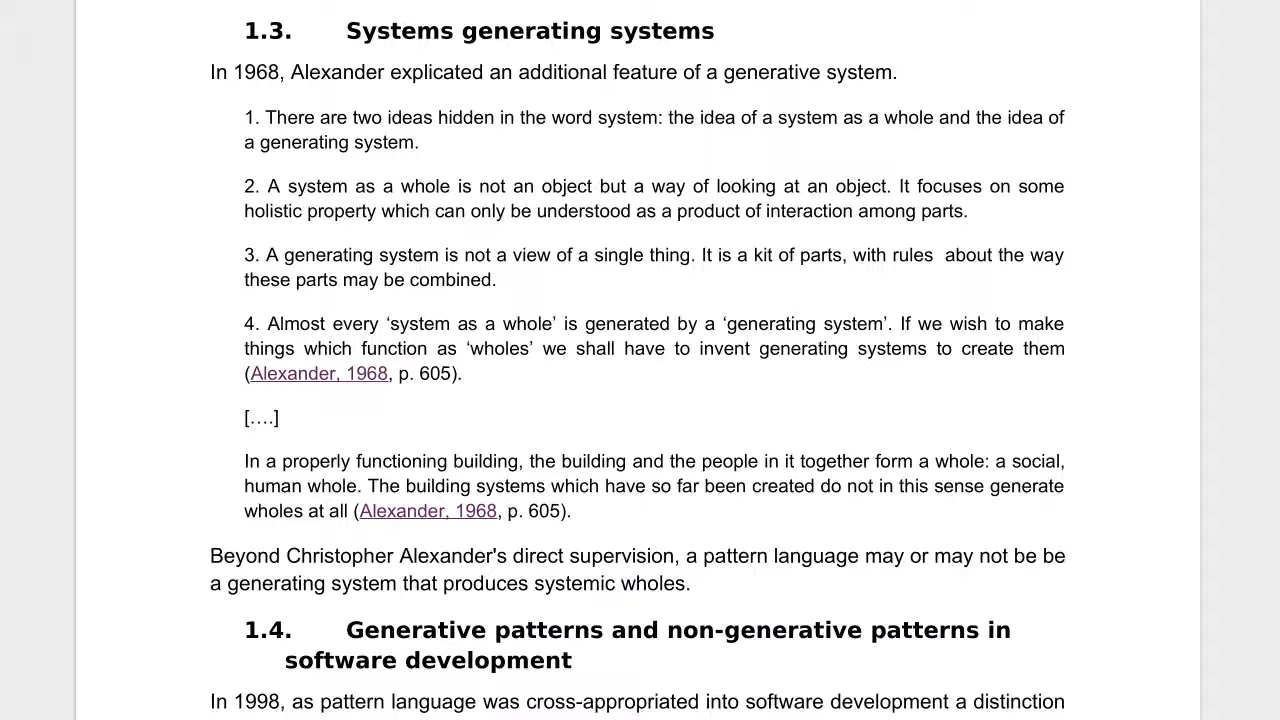 1.3. Systems generating systems
In 1968, Alexander explicated an additional feature of a generative system.
1. There are two ideas hidden in the word system: the idea of a system as a whole and the idea of
a generating system.
2. A system as a whole is not an object but a way of looking at an object. It focuses on some
holistic property which can only be understood as a product of interaction among parts.
3. A generating system is not a view of a single thing. It is a kit of parts, with rules  about the way
these parts may be combined.
4. Almost every ‘system as a whole’ is generated by a ‘generating system’. If we wish to make
things which function as ‘wholes’ we shall have to invent generating systems to create them
(Alexander, 1968, p. 605).
[….]
In a properly functioning building, the building and the people in it together form a whole: a social,
human whole. The building systems which have so far been created do not in this sense generate
wholes at all (Alexander, 1968, p. 605).
Beyond Christopher Alexander's direct supervision, a pattern language may or may not be be
a generating system that produces systemic wholes.
1.4. Generative patterns and non-generative patterns in
software development
In 1998, as pattern language was cross-appropriated into software development a distinction